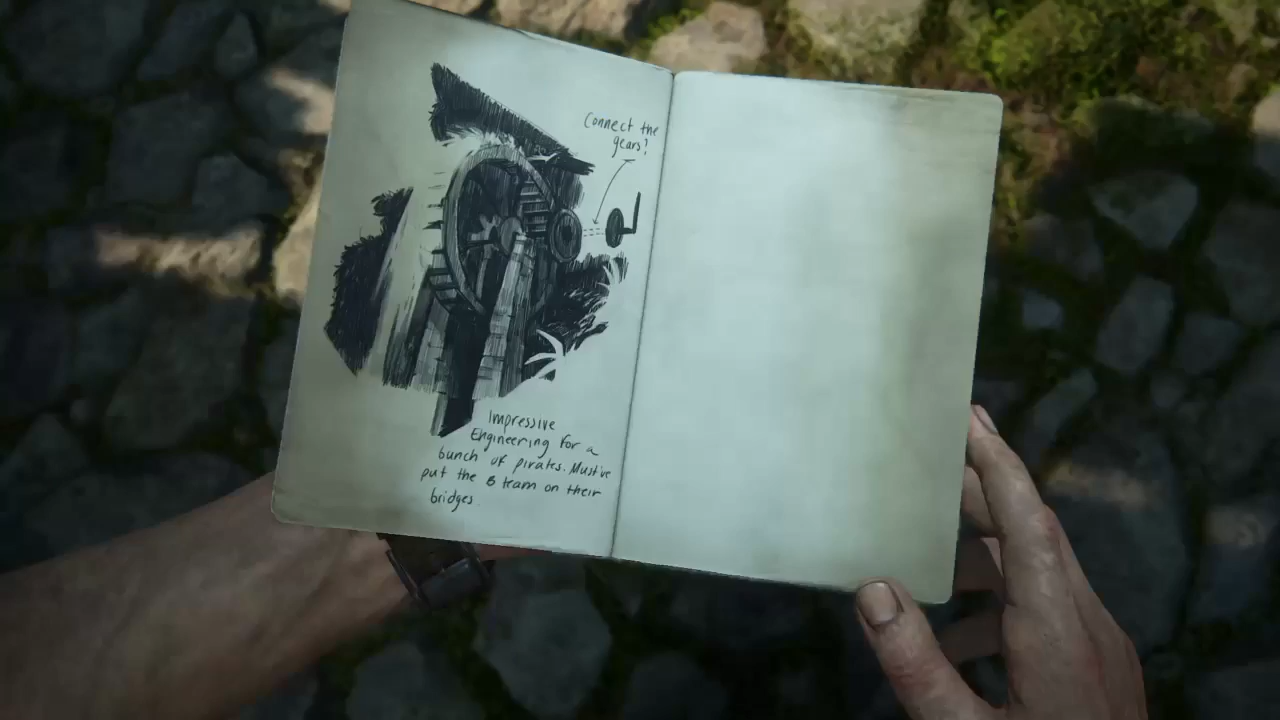 Connect the
gears?
Impressive
Engineering for a
bunch of pirates. Must've
put the B team on their
bridges.